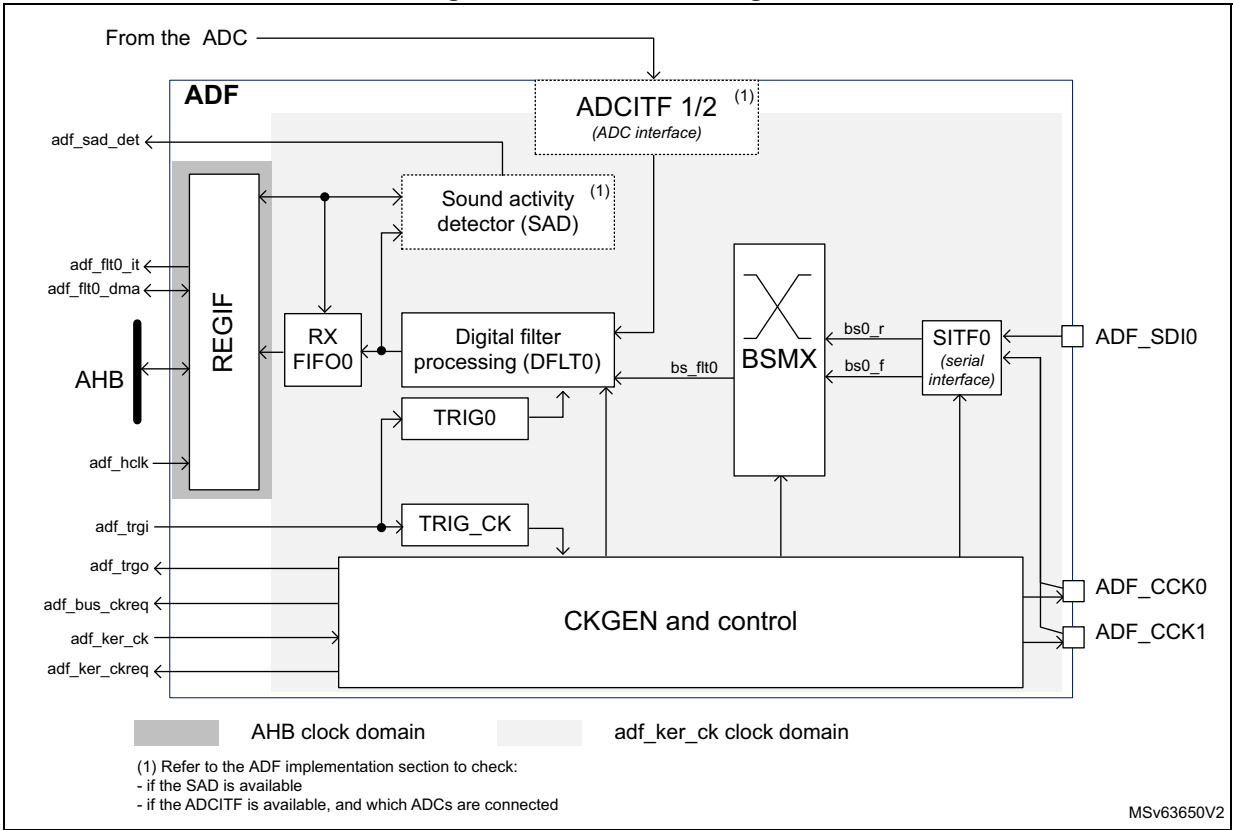 From the ADC
ADF
ADCITF 1/2 (1)
(ADC interface)
adf_sad_det
Sound activity (1)
detector (SAD)
adf_flt0_it
adf_flt0_dma
REGIF
RX
FIFO0
Digital filter
processing (DFLT0)
bs_flt0
BSMX
bs0_r
bs0_f
SITF0
(serial
interface)
ADF_SDI0
AHB
TRIG0
adf_hclk
adf_trgi
TRIG_CK
adf_trgo
adf_bus_ckreq
adf_ker_ck
adf_ker_ckreq
CKGEN and control
ADF_CCK0
ADF_CCK1
AHB clock domain
adf_ker_ck clock domain
(1) Refer to the ADF implementation section to check:
- if the SAD is available
- if the ADCITF is available, and which ADCs are connected
MSv63650V2